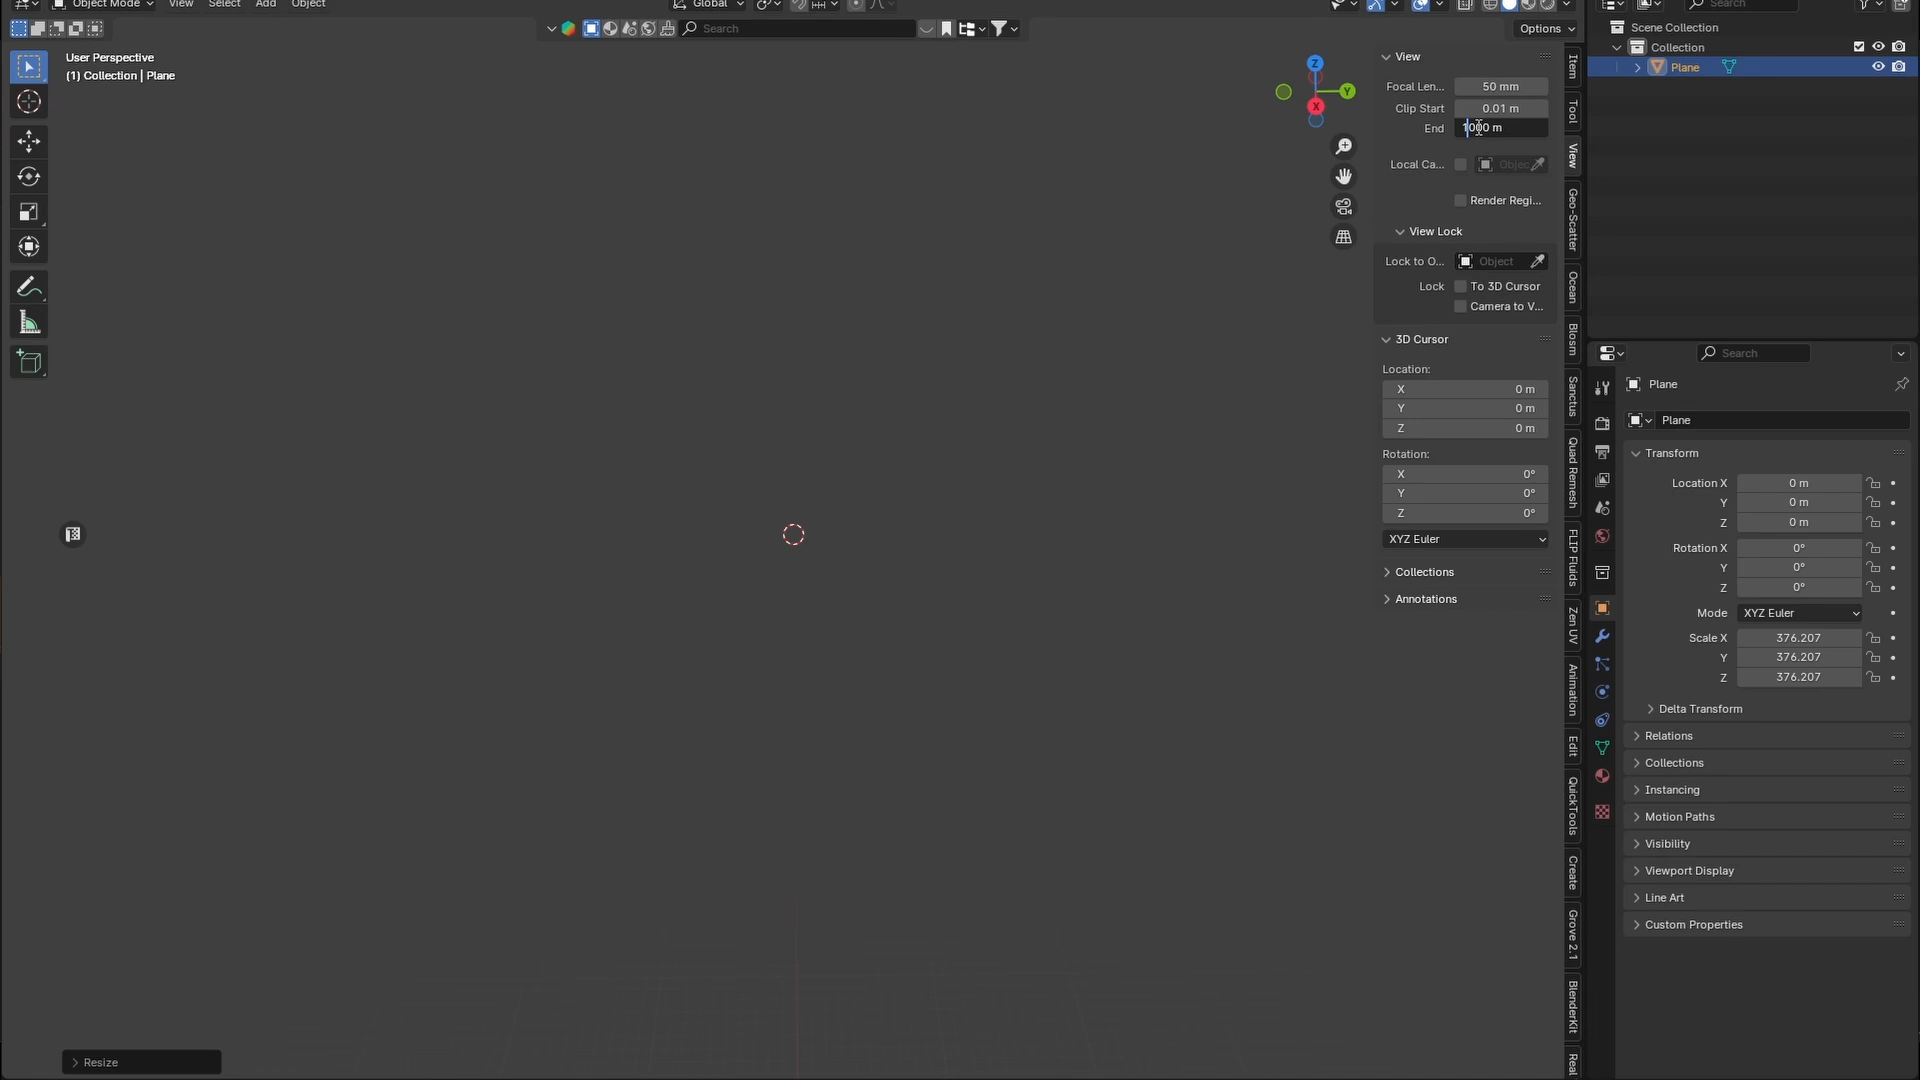 Object Mode
View
Select
Add
Object
Global
Search
Options
User Perspective
(1) Collection | Plane
Z
Y
X
Resize
View
Focal Len...
50 mm
Clip Start
0.01 m
End
1000 m
Local Ca...
Objec
Render Regi...
View Lock
Lock to O...
Object
Lock
To 3D Cursor
Camera to V...
3D Cursor
Location:
X
0 m
Y
0 m
Z
0 m
Rotation:
X
0°
Y
0°
Z
0°
XYZ Euler
Collections
Annotations
Item
Tool
View
Geo-Scatter
Ocean
Blosm
Sanctus
Quad Remesh
FLIP Fluids
Zen UV
Animation
Edit
QuickTools
Create
Grove 2.1
BlenderKit
Real
Search
Scene Collection
Collection
Plane
Search
Plane
Plane
Transform
Location X
0 m
Y
0 m
Z
0 m
Rotation X
0°
Y
0°
Z
0°
Mode
XYZ Euler
Scale X
376.207
Y
376.207
Z
376.207
Delta Transform
Relations
Collections
Instancing
Motion Paths
Visibility
Viewport Display
Line Art
Custom Properties